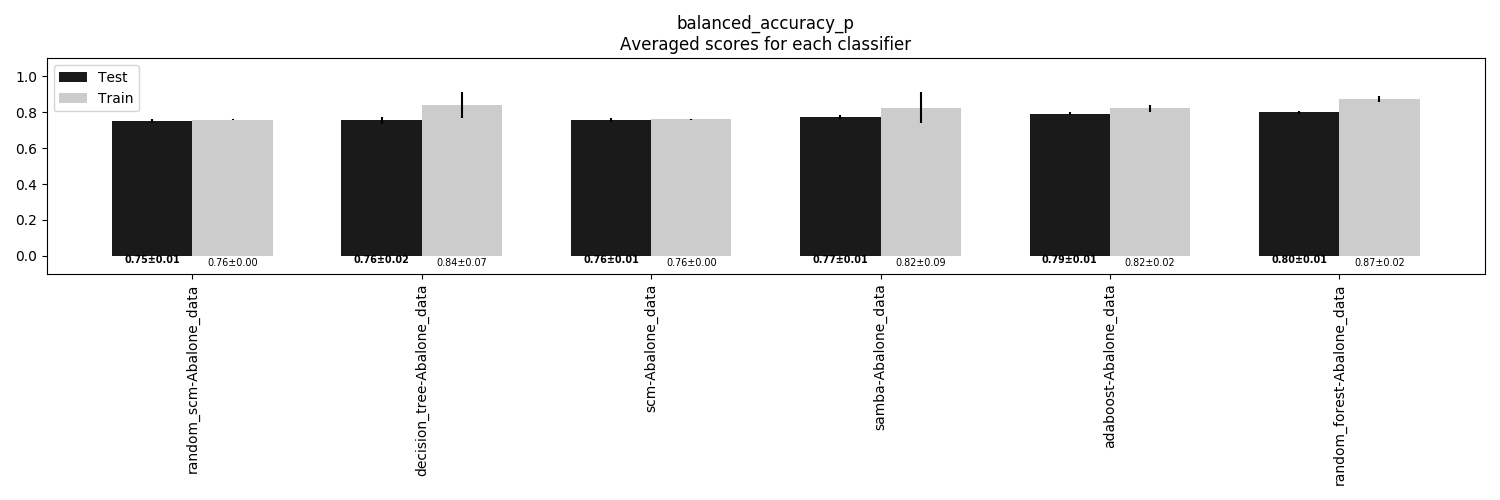 balanced_accuracy_p
Averaged scores for each classifier
Test
Train
1.0
0.8
0.6
0.4
0.2
0.0
0.75±0.01
0.76±0.00
0.76±0.02
0.84±0.07
0.76±0.01
0.76±0.00
0.77±0.01
0.82±0.09
0.79±0.01
0.82±0.02
0.80±0.01
0.87±0.02
random_scm-Abalone_data
decision_tree-Abalone_data
scm-Abalone_data
samba-Abalone_data
adaboost-Abalone_data
random_forest-Abalone_data